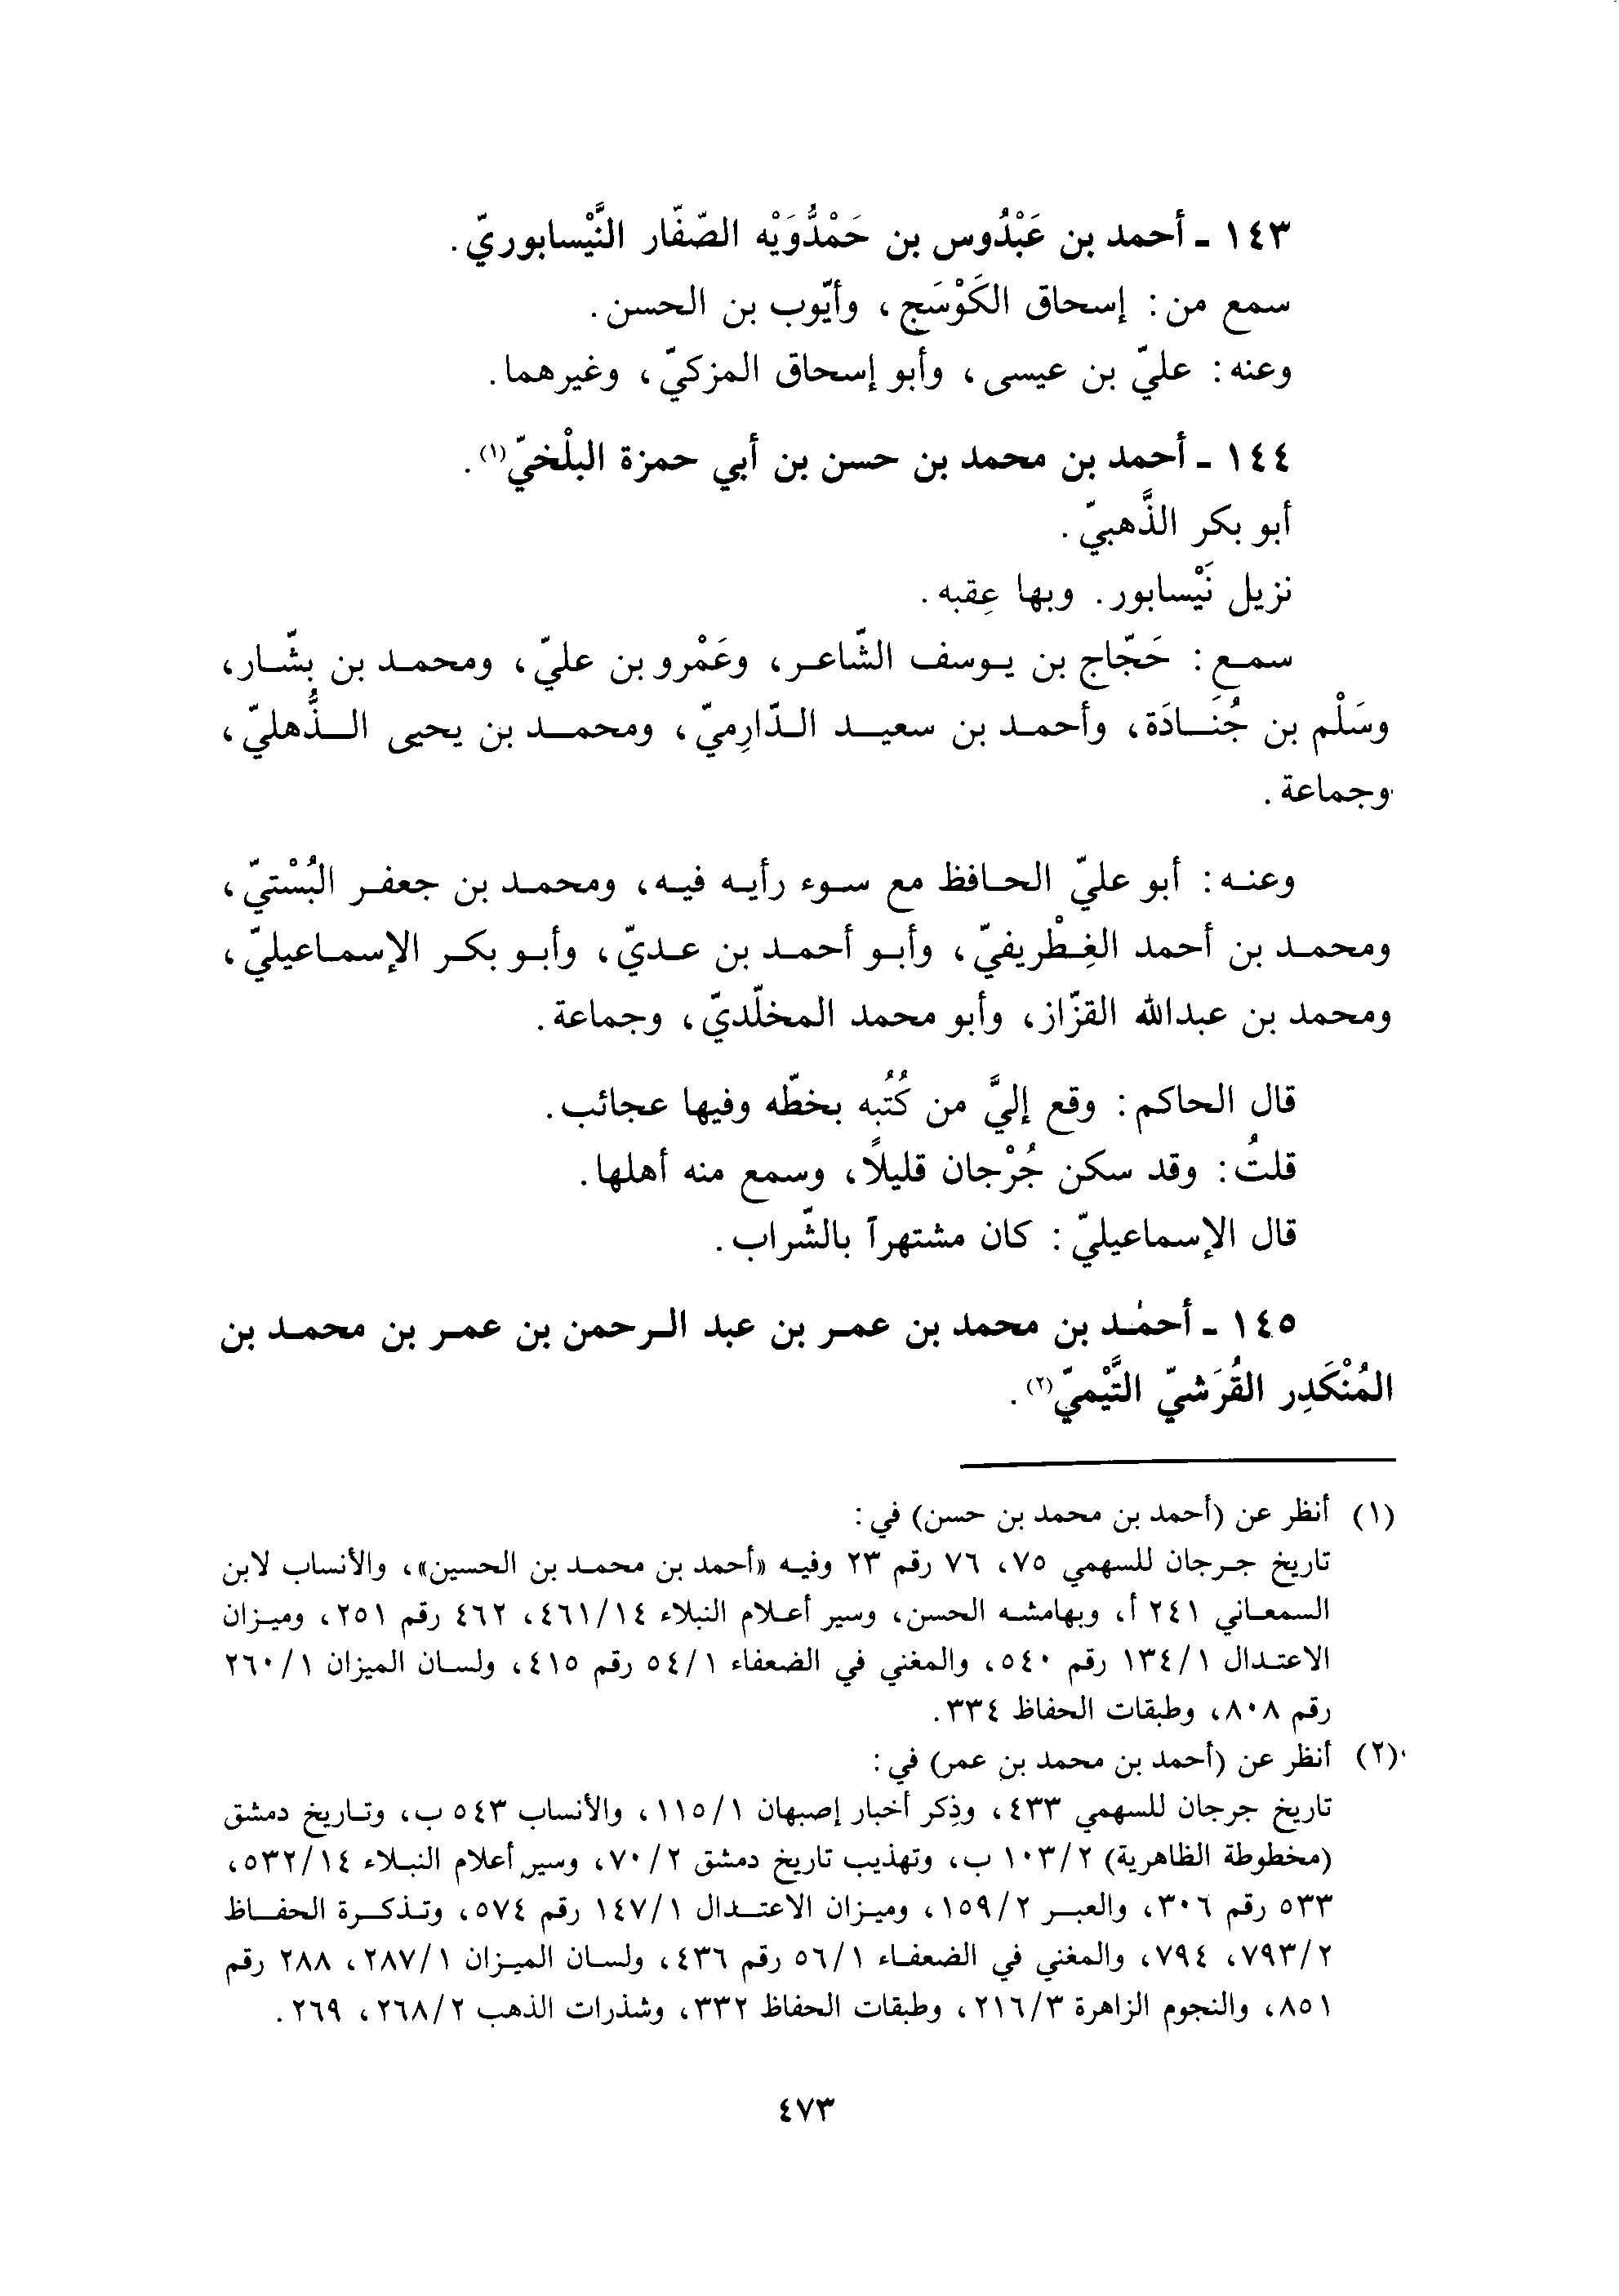 ١٤٣ - أحمد بن عَبْدُوس بن حَمْدُّوَيْه الصّفّار النَّيْسابوريّ.
سمع من: إسحاق الكَوْسَج، وأيّوب بن الحسن.
وعنه: عليّ بن عيسى، وأبو إسحاق المزكيّ، وغيرهما.
١٤٤ - أحمد بن محمد بن حسن بن أبي حمزة البلْخيّ(١).
أبو بكر الذَّهبيّ.
نزيل نَيْسابور. وبها عِقبه.
سمع: حَجّاج بن يوسف الشّاعر، وعَمْرو بن عليّ، ومحمد بن بشّار،
وسَلْم بن جُنَادَة، وأحمد بن سعيد الدّارِميّ، ومحمد بن يحيى الذُّهليّ،
وجماعة.
وعنه: أبو عليّ الحافظ مع سوء رأيه فيه، ومحمد بن جعفر البُسْتيّ،
ومحمد بن أحمد الغِطْريفيّ، وأبو أحمد بن عديّ، وأبو بكر الإسماعيليّ،
ومحمد بن عبدالله القزّاز، وأبو محمد المخلّديّ، وجماعة.
قال الحاكم: وقع إليَّ من كُتُبه بخطّه وفيها عجائب.
قلتُ: وقد سكن جُرْجان قليلًا، وسمع منه أهلها.
قال الإسماعيليّ: كان مشتهراً بالشّراب.
١٤٥ - أحمد بن محمد بن عمر بن عبد الرحمن بن عمر بن محمد بن
المُنْكَدِر القُرَشيّ التَّيْميّ(٢).
(١) أنظر عن (أحمد بن محمد بن حسن) في:
تاريخ جرجان للسهمي ٧٥، ٧٦ رقم ٢٣ وفيه «أحمد بن محمد بن الحسين»، والأنساب لابن
السمعاني ٢٤١ أ، وبهامشه الحسن، وسير أعلام النبلاء ٤٦١/١٤، ٤٦٢ رقم ٢٥١، وميزان
الاعتدال ١٣٤/١ رقم ٥٤٠، والمغني في الضعفاء ٥٤/١ رقم ٤١٥، ولسان الميزان ٢٦٠/١
رقم ٨٠٨، وطبقات الحفاظ ٣٣٤.
(٢) أنظر عن (أحمد بن محمد بن عمر) في:
تاريخ جرجان للسهمي ٤٣٣، وذِكر أخبار إصبهان ١١٥/١، والأنساب ٥٤٣ ب، وتاريخ دمشق
(مخطوطة الظاهرية) ١٠٣/٢ ب، وتهذيب تاريخ دمشق ٧٠/٢، وسير أعلام النبلاء ٥٣٢/١٤،
٥٣٣ رقم ٣٠٦، والعبر ١٥٩/٢، وميزان الاعتدال ١٤٧/١ رقم ٥٧٤، وتذكرة الحفاظ
٧٩٣/٢، ٧٩٤، والمغني في الضعفاء ٥٦/١ رقم ٤٣٦، ولسان الميزان ٢٨٧/١، ٢٨٨ رقم
٨٥١، والنجوم الزاهرة ٢١٦/٣، وطبقات الحفاظ ٣٣٢، وشذرات الذهب ٢٦٨/٢، ٢٦٩.
٤٧٣